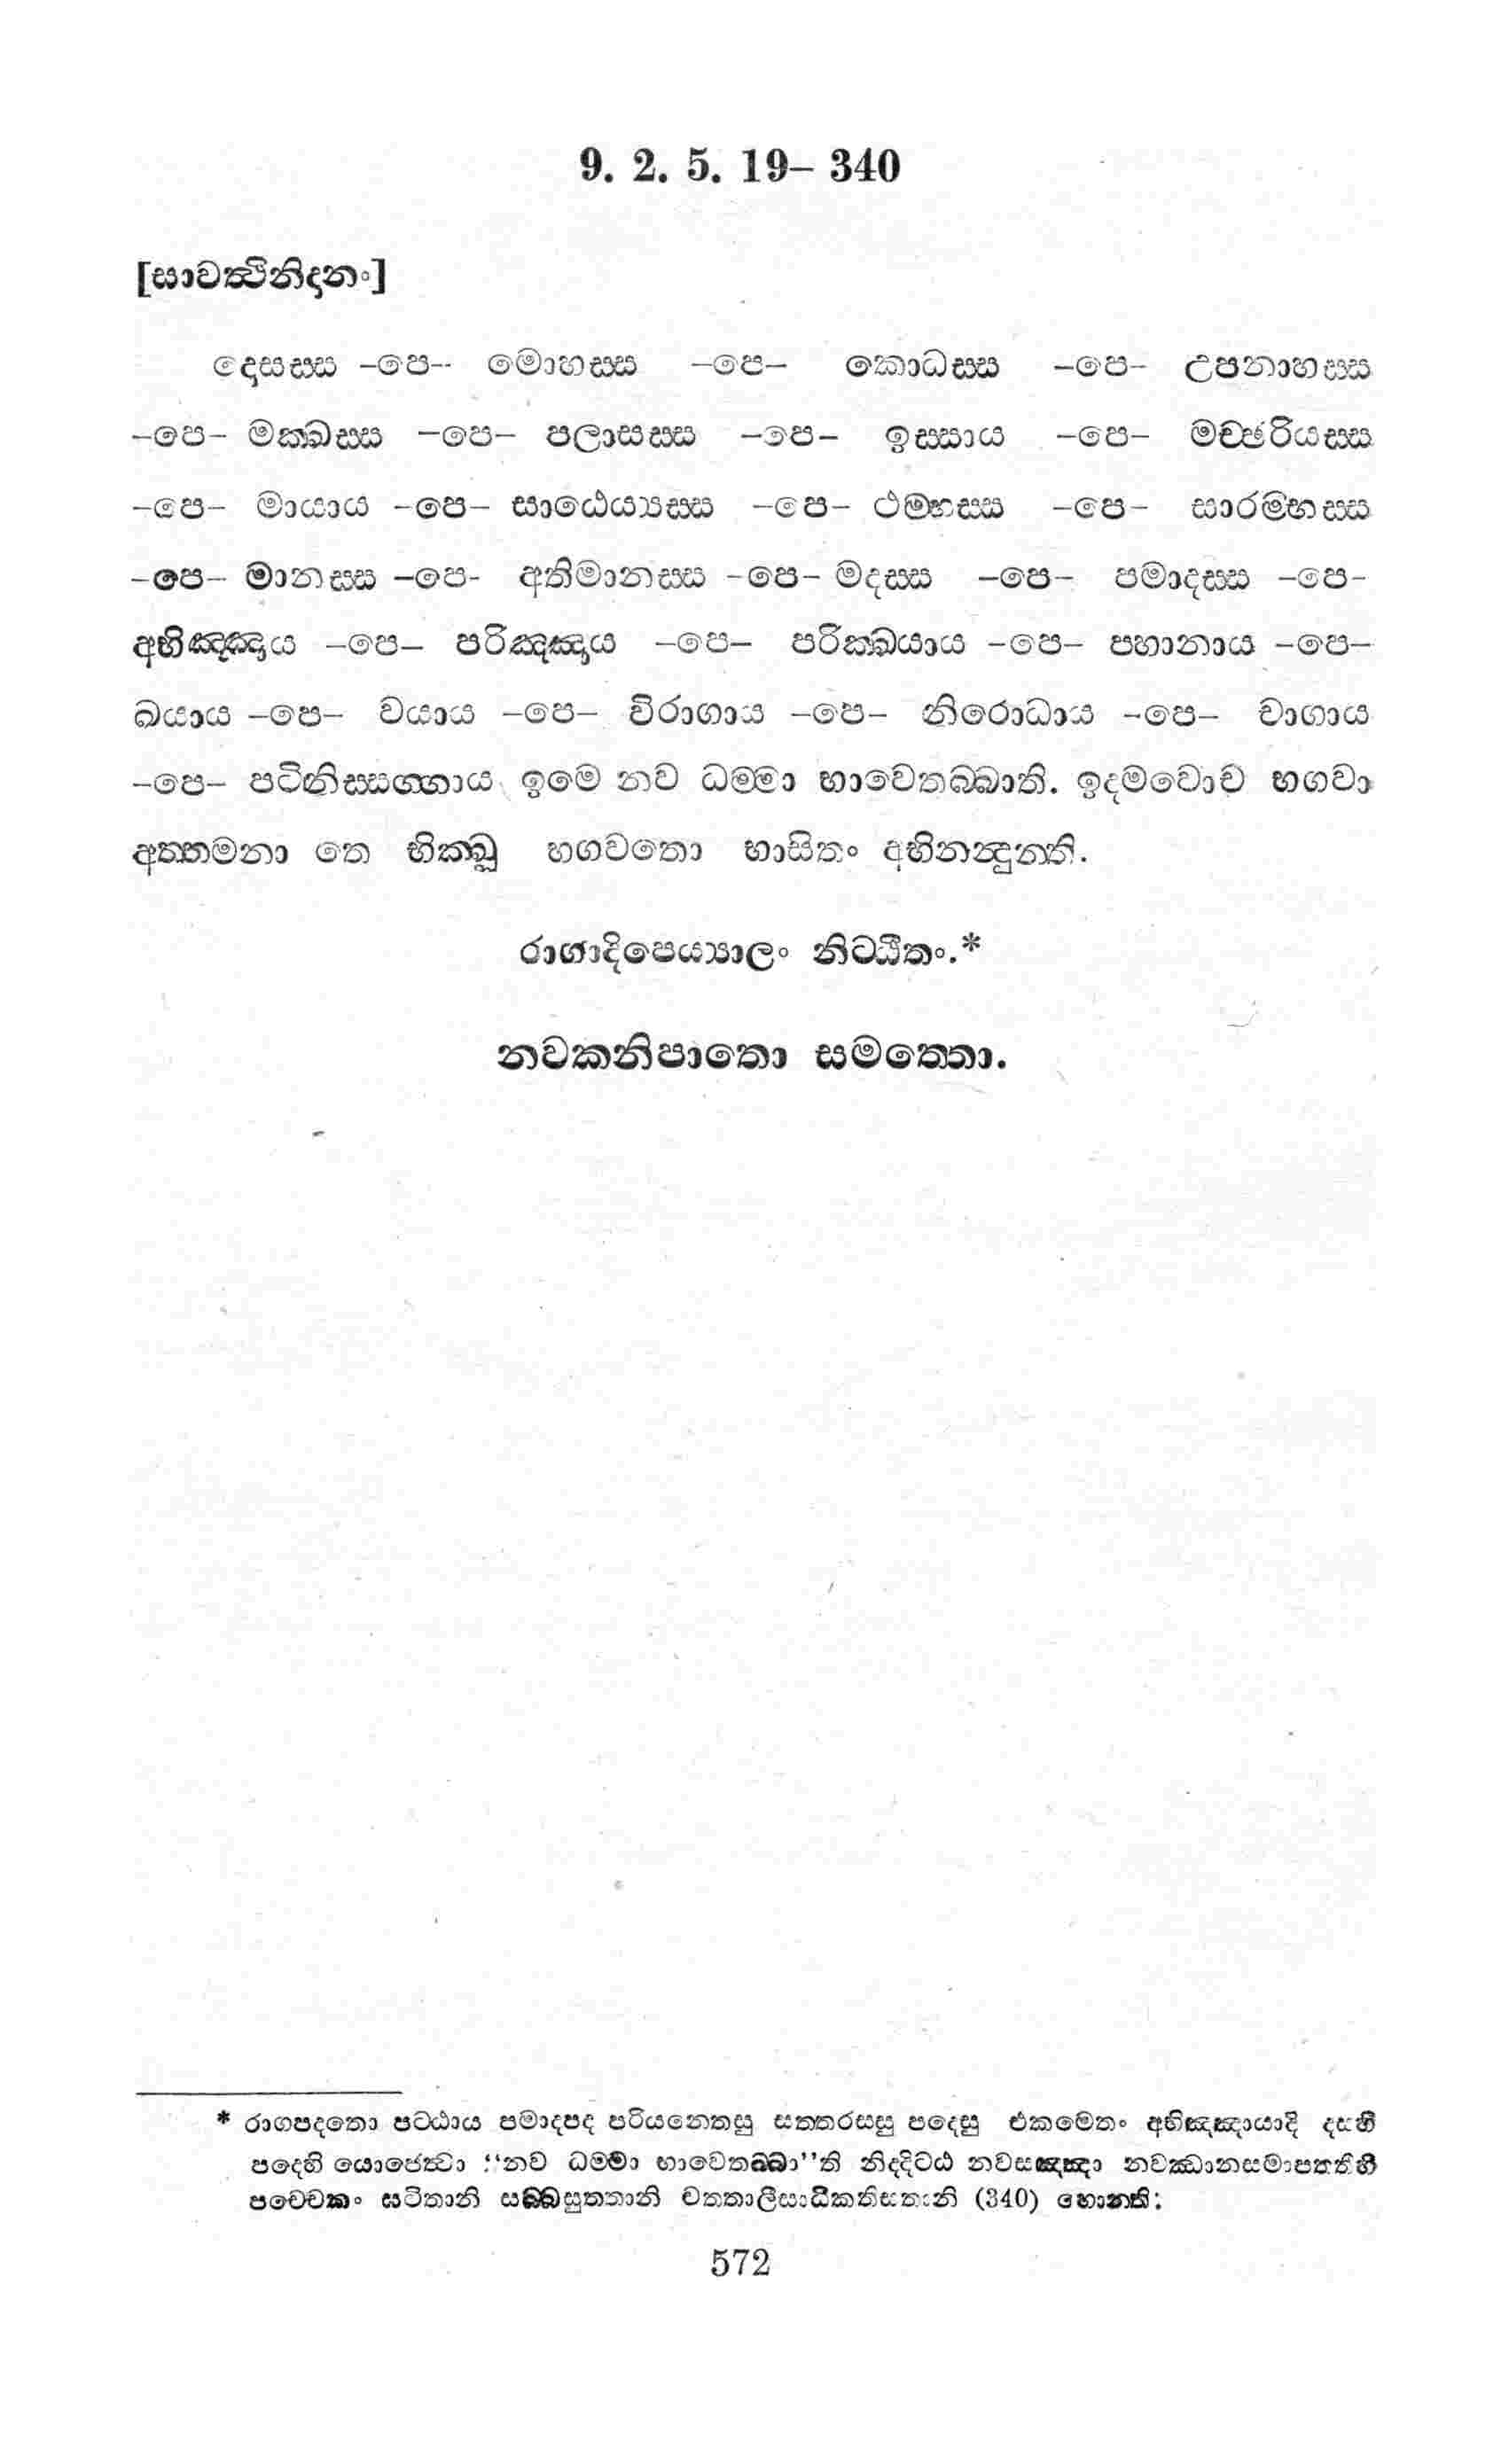 9. 2. 5. 19– 340
[සාවත්‍ථිනිදානං]
දොසස්ස –පෙ– මොහස්ස –පෙ– කොධස්ස –පෙ– උපනාහස්ස
–පෙ– මක්ඛස්ස –පෙ– පලාසස්ස –පෙ– ඉස්සාය –පෙ– මච්ඡරියස්ස
–පෙ– මායාය –පෙ– සාඨෙය්‍යස්ස –පෙ– ථම්භස්ස –පෙ– සාරම්භස්ස
–පෙ– මානස්ස –පෙ– අතිමානස්ස –පෙ– මදස්ස –පෙ– පමාදස්ස –පෙ–
අභිඤ්ඤාය –පෙ– පරිඤ්ඤාය –පෙ– පරික්ඛයාය –පෙ– පහානාය –පෙ–
ඛයාය –පෙ– වයාය –පෙ– විරාගාය –පෙ– නිරොධාය –පෙ– චාගාය
–පෙ– පටිනිස්සග්ගාය ඉමෙ නව ධම්මා භාවෙතබ්බාති. ඉදමවොච භගවා
අත්තමනා තෙ භික්ඛූ භගවතො භාසිතං අභිනන්‍දුන්ති.
රාගාදිපෙය්‍යාලං නිට්ඨිතං.*
නවකනිපාතො සමත්තො.
* රාගපදතො පට්ඨාය පමාදපද පරියන්තෙසු සත්තරසසු පදෙසු එකමෙතං අභිඤ්ඤායාදි දසහි
පදෙහි යොජෙත්‍වා “නව ධම්මා භාවෙතබ්බා”ති නිද්දිට්ඨ නවසඤ්ඤා නවඣානසමාපත්තිහි
පච්චෙකං ඝටිතානි සබ්බසුත්තානි චත්තාලීසාධිකතිසතානි (340) හොන්ති;
572